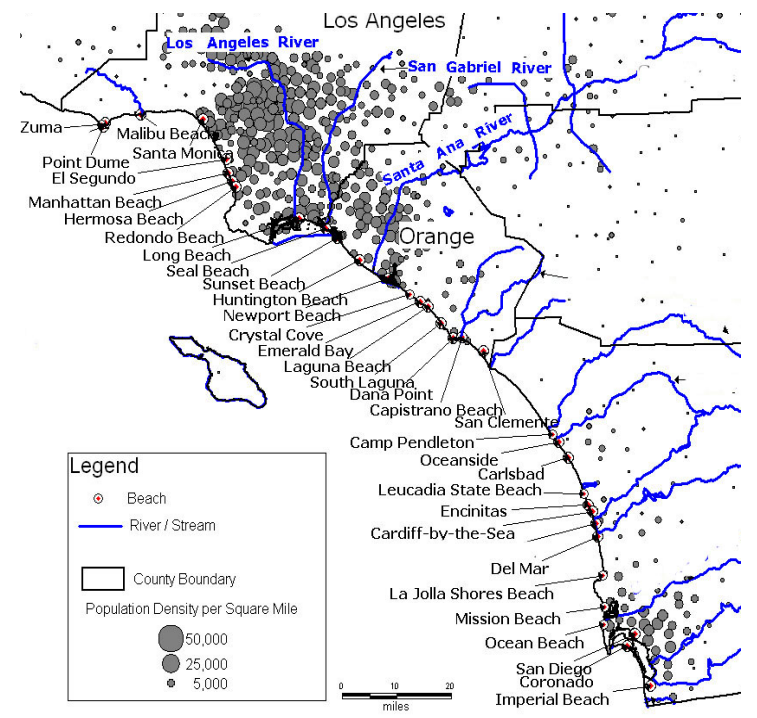 Los Angeles
Los Angeles River
San Gabriel River
Santa Ana River
Zuma
Malibu Beach
Point Dume
Santa Monica
El Segundo
Manhattan Beach
Hermosa Beach
Redondo Beach
Orange
Long Beach
Seal Beach
Sunset Beach
Huntington Beach
Newport Beach
Crystal Cove
Emerald Bay
Laguna Beach
South Laguna
Dana Point
Capistrano Beach
San Clemente
Camp Pendleton
Oceanside
Carlsbad
Leucadia State Beach
Encinitas
Cardiff-by-the-Sea
Del Mar
La Jolla Shores Beach
Mission Beach
Ocean Beach
San Diego
Coronado
Imperial Beach
Legend
Beach
River / Stream
County Boundary
Population Density per Square Mile
50,000
25,000
5,000
0 10 20
miles